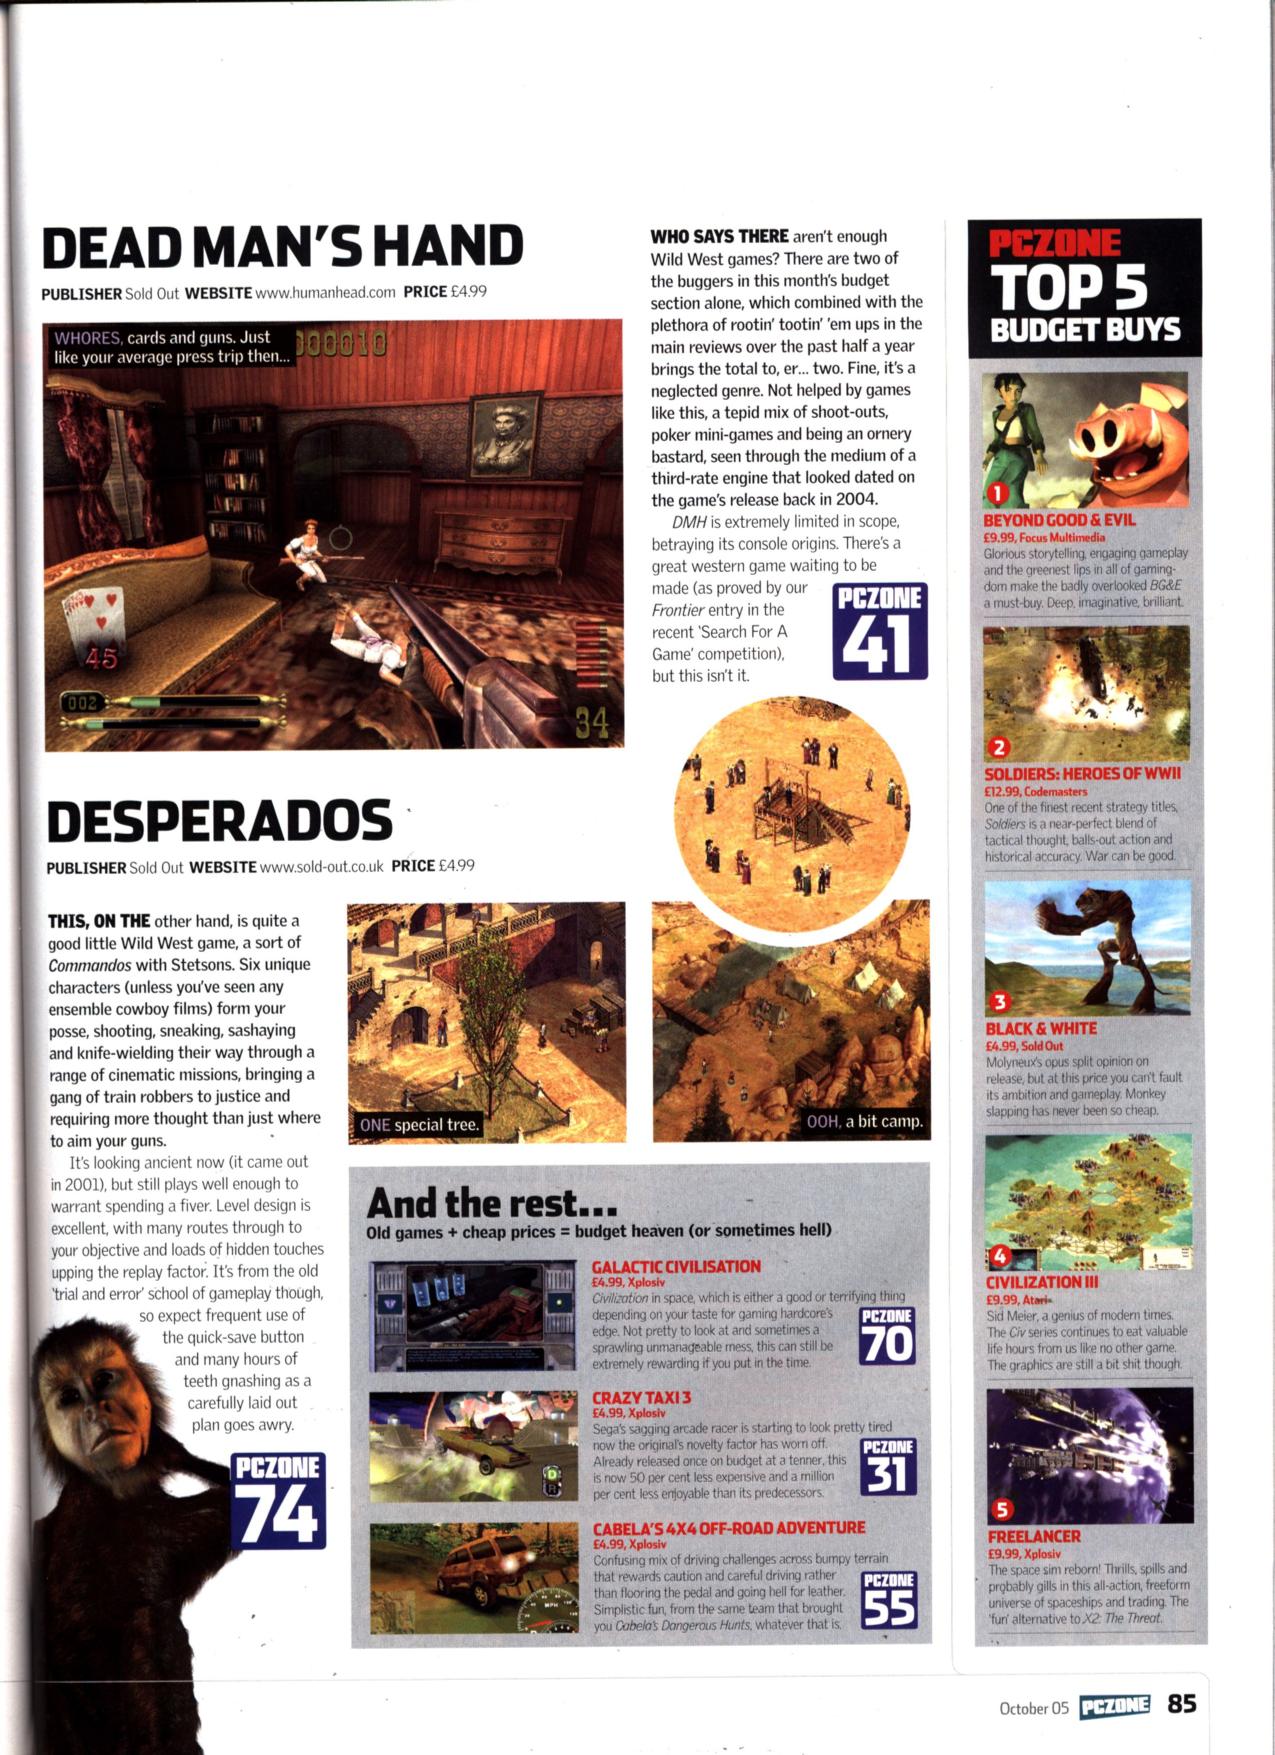 DEAD MAN'S HAND
PUBLISHER Sold Out WEBSITE www.humanhead.com PRICE £4.99
WHORES, cards and guns. Just
like your average press trip then...
000010
45
002
34
WHO SAYS THERE aren't enough
Wild West games? There are two of
the buggers in this month's budget
section alone, which combined with the
plethora of rootin' tootin' 'em ups in the
main reviews over the past half a year
brings the total to, er... two. Fine, it's a
neglected genre. Not helped by games
like this, a tepid mix of shoot-outs,
poker mini-games and being an ornery
bastard, seen through the medium of a
third-rate engine that looked dated on
the game's release back in 2004.
DMH is extremely limited in scope,
betraying its console origins. There's a
great western game waiting to be
made (as proved by our
Frontier entry in the
recent 'Search For A
Game' competition),
but this isn't it.
PCZONE
41
DESPERADOS
PUBLISHER Sold Out WEBSITE www.sold-out.co.uk PRICE £4.99
THIS, ON THE other hand, is quite a
good little Wild West game, a sort of
Commandos with Stetsons. Six unique
characters (unless you've seen any
ensemble cowboy films) form your
posse, shooting, sneaking, sashaying
and knife-wielding their way through a
range of cinematic missions, bringing a
gang of train robbers to justice and
requiring more thought than just where
to aim your guns.
It's looking ancient now (it came out
in 2001), but still plays well enough to
warrant spending a fiver. Level design is
excellent, with many routes through to
your objective and loads of hidden touches
upping the replay factor. It's from the old
'trial and error' school of gameplay though,
so expect frequent use of
the quick-save button
and many hours of
teeth gnashing as a
carefully laid out
plan goes awry.
PCZONE
74
ONE special tree.
OOH, a bit camp.
And the rest...
Old games + cheap prices = budget heaven (or sometimes hell)
GALACTIC CIVILISATION
£4.99, Xplosiv
Civilization in space, which is either a good or terrifying thing
depending on your taste for gaming hardcore's
edge. Not pretty to look at and sometimes a
sprawling unmanageable mess, this can still be
extremely rewarding if you put in the time.
PCZONE
70
CRAZY TAXI 3
£4.99, Xplosiv
Sega's sagging arcade racer is starting to look pretty tired
now the original's novelty factor has worn off.
Already released once on budget at a tenner, this
is now 50 per cent less expensive and a million
per cent less enjoyable than its predecessors.
PCZONE
31
CABELA'S 4X4 OFF-ROAD ADVENTURE
£4.99, Xplosiv
Confusing mix of driving challenges across bumpy terrain
that rewards caution and careful driving rather
than flooring the pedal and going hell for leather.
Simplistic fun, from the same team that brought
you Cabela's Dangerous Hunts, whatever that is.
PCZONE
55
PCZONE
TOP 5
BUDGET BUYS
1
BEYOND GOOD & EVIL
£9.99, Focus Multimedia
Glorious storytelling, engaging gameplay
and the greenest lips in all of gaming-
dom make the badly overlooked BG&E
a must-buy. Deep, imaginative, brilliant.
2
SOLDIERS: HEROES OF WWII
£12.99, Codemasters
One of the finest recent strategy titles,
Soldiers is a near-perfect blend of
tactical thought, balls-out action and
historical accuracy. War can be good.
3
BLACK & WHITE
£4.99, Sold Out
Molyneux's opus split opinion on
release, but at this price you can't fault
its ambition and gameplay. Monkey
slapping has never been so cheap.
4
CIVILIZATION III
£9.99, Atari
Sid Meier, a genius of modern times.
The Civ series continues to eat valuable
life hours from us like no other game.
The graphics are still a bit shit though.
5
FREELANCER
£9.99, Xplosiv
The space sim reborn! Thrills, spills and
probably gills in this all-action, freeform
universe of spaceships and trading. The
'fun' alternative to X2: The Threat.
October 05 PCZONE 85